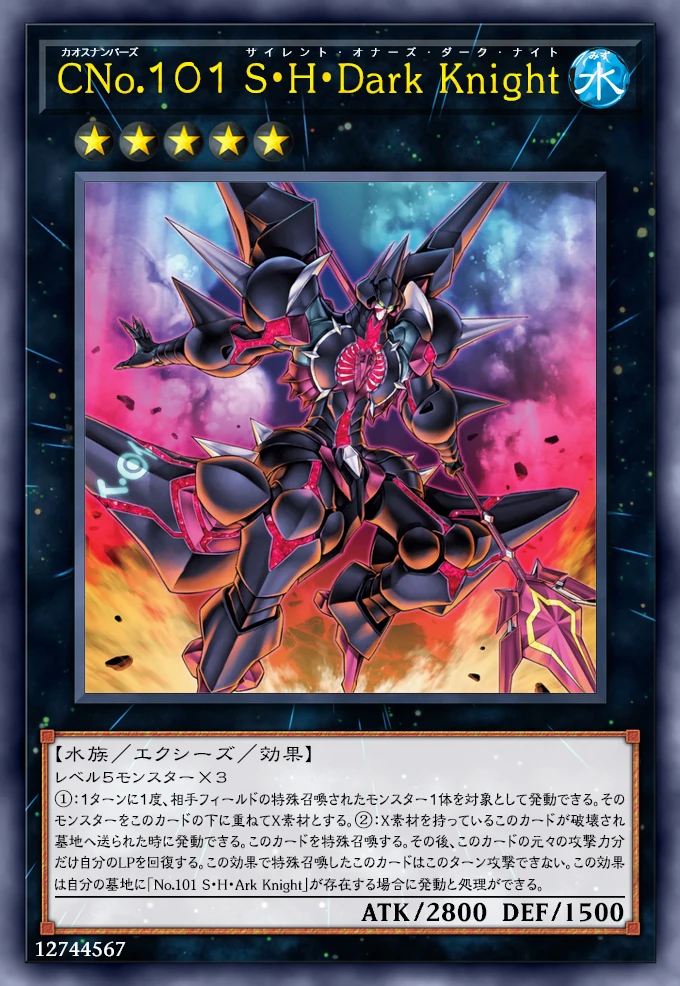 カオスナンバーズ サイレント・オナーズ・ダーク・ナイト
CNo.101 S・H・Dark Knight
みず
水
【水族／エクシーズ／効果】
レベル５モンスター×３
①：１ターンに１度、相手フィールドの特殊召喚されたモンスター１体を対象として発動できる。その
モンスターをこのカードの下に重ねてX素材とする。②：X素材を持っているこのカードが破壊され
墓地へ送られた時に発動できる。このカードを特殊召喚する。その後、このカードの元々の攻撃力分
だけ自分のLPを回復する。この効果で特殊召喚したこのカードはこのターン攻撃できない。この効果
は自分の墓地に「No.101 S・H・Ark Knight」が存在する場合に発動と処理ができる。
ATK/2800 DEF/1500
12744567